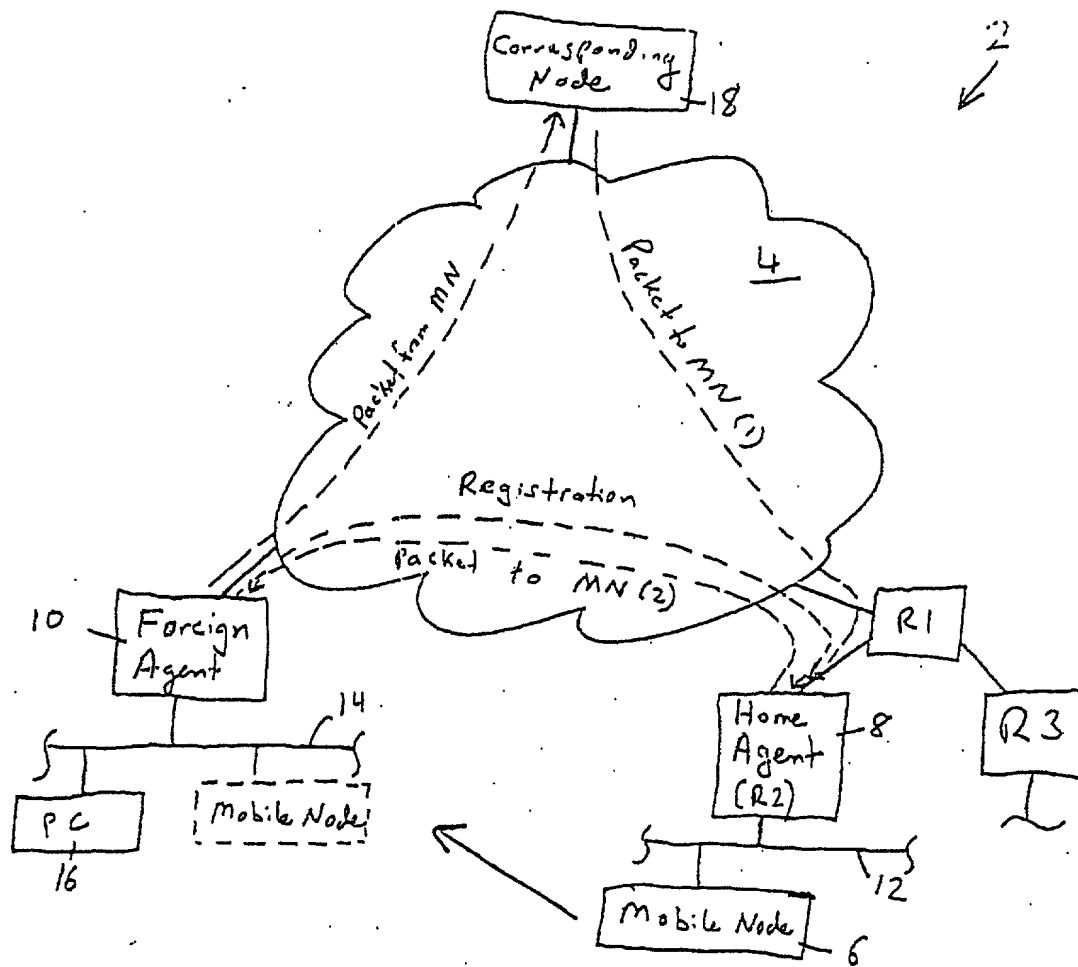 2
Corresponding
Node
18
4
Packet from MN
Packet to MN (1)
Registration
Packet to MN (2)
10
Foreign
Agent
R1
14
Home
Agent
(R2)
8
R3
PC
16
Mobile Node
12
Mobile Node
6